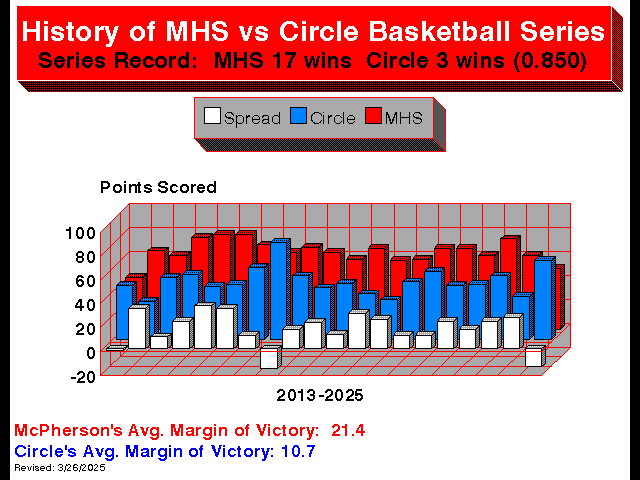 History of MHS vs Circle Basketball Series
Series Record:  MHS 17 wins  Circle 3 wins (0.850)
Spread Circle MHS
Points Scored
100
80
60
40
20
0
-20
2013-2025
McPherson's Avg. Margin of Victory:  21.4
Circle's Avg. Margin of Victory: 10.7
Revised: 3/26/2025